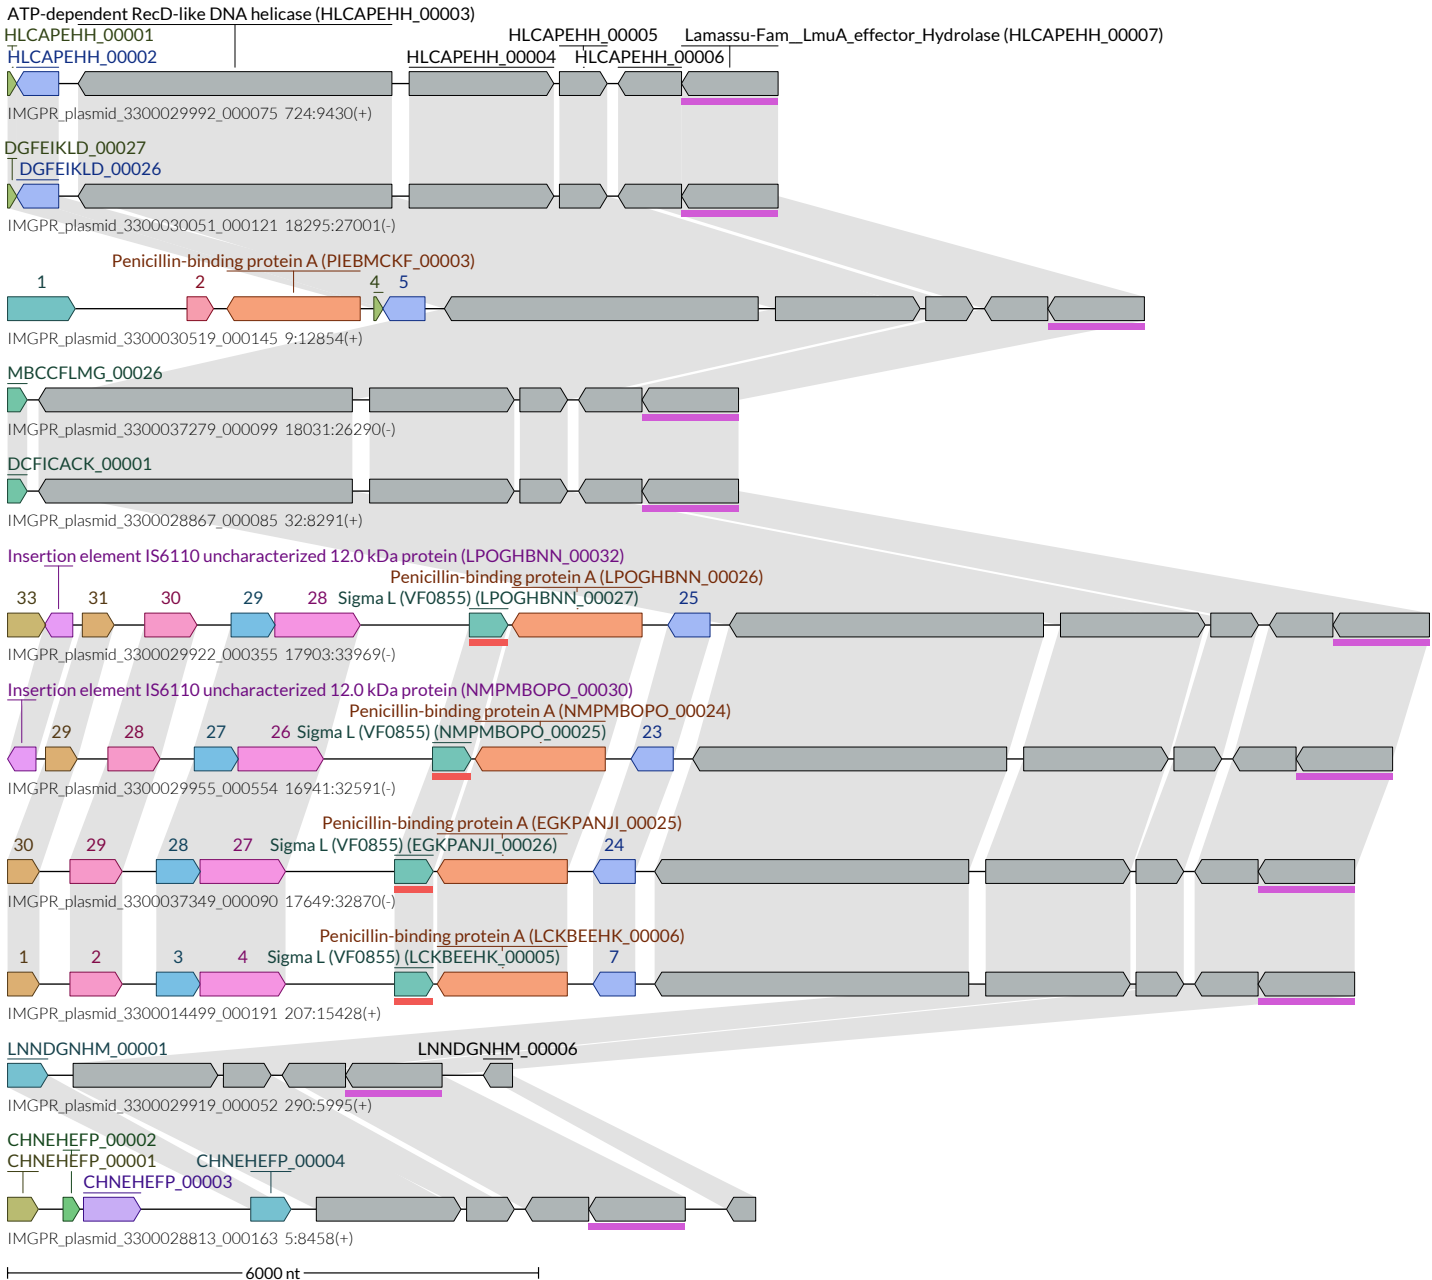 ATP-dependent RecD-like DNA helicase (HLCAPEHH_00003)
HLCAPEHH_00001 HLCAPEHH_00005 Lamassu-Fam__LmuA_effector_Hydrolase (HLCAPEHH_00007)
HLCAPEHH_00002 HLCAPEHH_00004 HLCAPEHH_00006
IMGPR_plasmid_3300029992_000075 724:9430(+)
DGFEIKLD_00027
DGFEIKLD_00026
IMGPR_plasmid_3300030051_000121 18295:27001(-)
Penicillin-binding protein A (PIEBMCKF_00003)
1 2 4 5
IMGPR_plasmid_3300030519_000145 9:12854(+)
MBCCFLMG_00026
IMGPR_plasmid_3300037279_000099 18031:26290(-)
DCFICACK_00001
IMGPR_plasmid_3300028867_000085 32:8291(+)
Insertion element IS6110 uncharacterized 12.0 kDa protein (LPOGHBNN_00032)
Penicillin-binding protein A (LPOGHBNN_00026)
33 31 30 29 28 Sigma L (VF0855) (LPOGHBNN_00027) 25
IMGPR_plasmid_3300029922_000355 17903:33969(-)
Insertion element IS6110 uncharacterized 12.0 kDa protein (NMPMBOPO_00030)
Penicillin-binding protein A (NMPMBOPO_00024)
29 28 27 26 Sigma L (VF0855) (NMPMBOPO_00025) 23
IMGPR_plasmid_3300029955_000554 16941:32591(-)
Penicillin-binding protein A (EGKPANJI_00025)
30 29 28 27 Sigma L (VF0855) (EGKPANJI_00026) 24
IMGPR_plasmid_3300037349_000090 17649:32870(-)
Penicillin-binding protein A (LCKBEEHK_00006)
1 2 3 4 Sigma L (VF0855) (LCKBEEHK_00005) 7
IMGPR_plasmid_3300014499_000191 207:15428(+)
LNNDGNHM_00001 LNNDGNHM_00006
IMGPR_plasmid_3300029919_000052 290:5995(+)
CHNEHEFP_00002
CHNEHEFP_00001 CHNEHEFP_00004
CHNEHEFP_00003
IMGPR_plasmid_3300028813_000163 5:8458(+)
6000 nt